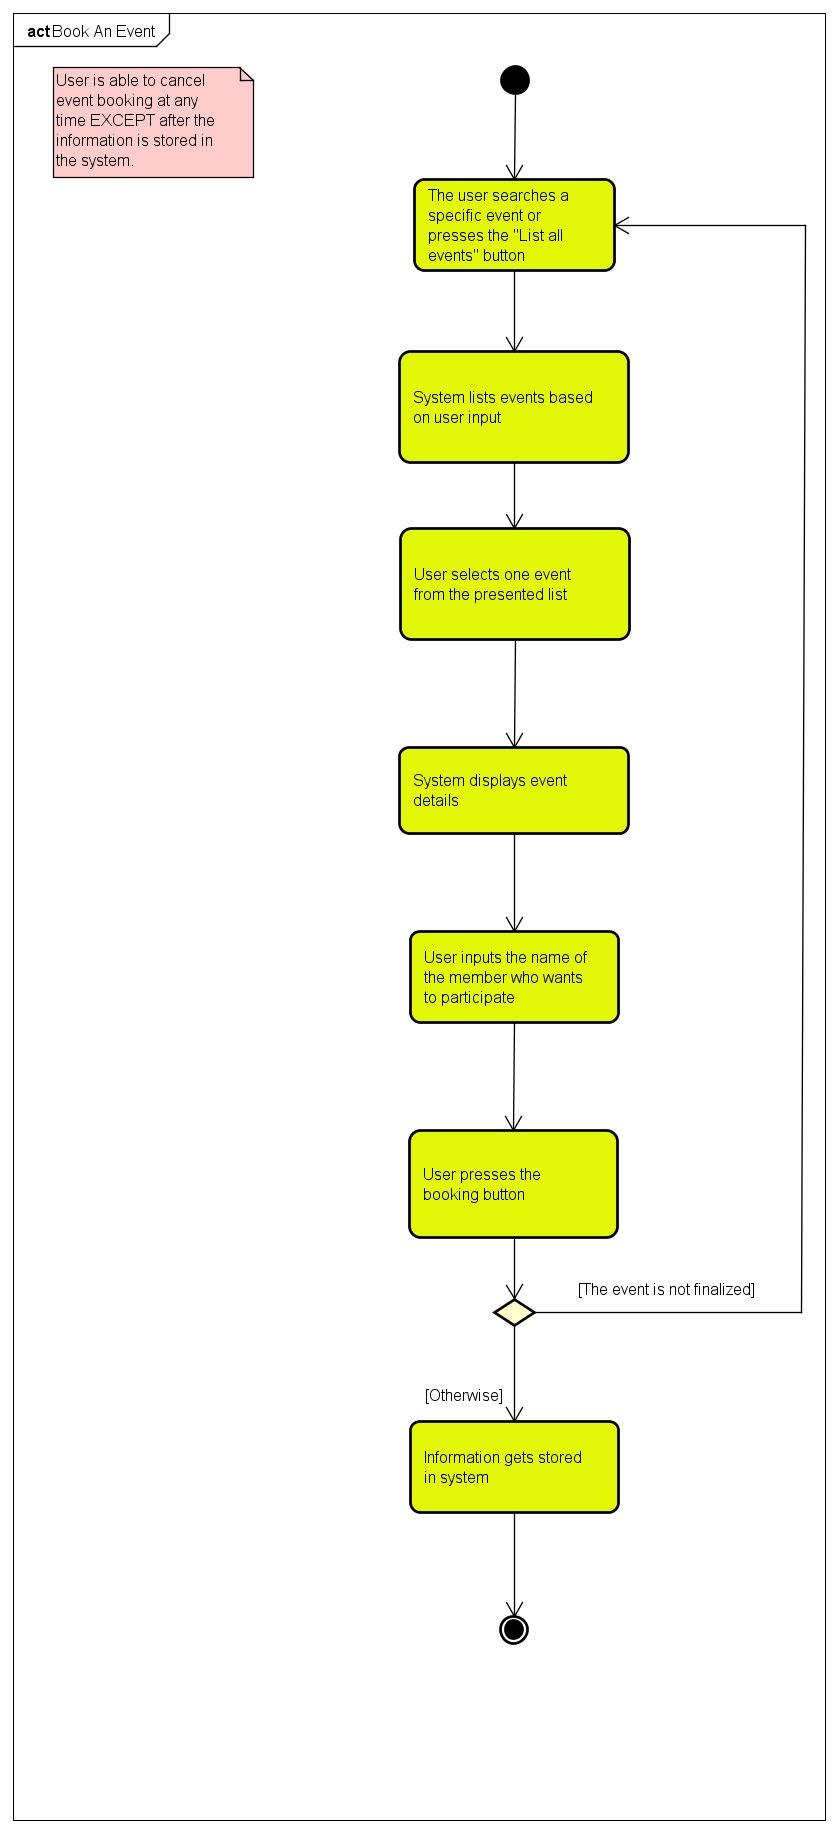 act Book An Event
User is able to cancel
event booking at any
time EXCEPT after the
information is stored in
the system.
The user searches a
specific event or
presses the "List all
events" button
System lists events based
on user input
User selects one event
from the presented list
System displays event
details
User inputs the name of
the member who wants
to participate
User presses the
booking button
[The event is not finalized]
[Otherwise]
Information gets stored
in system